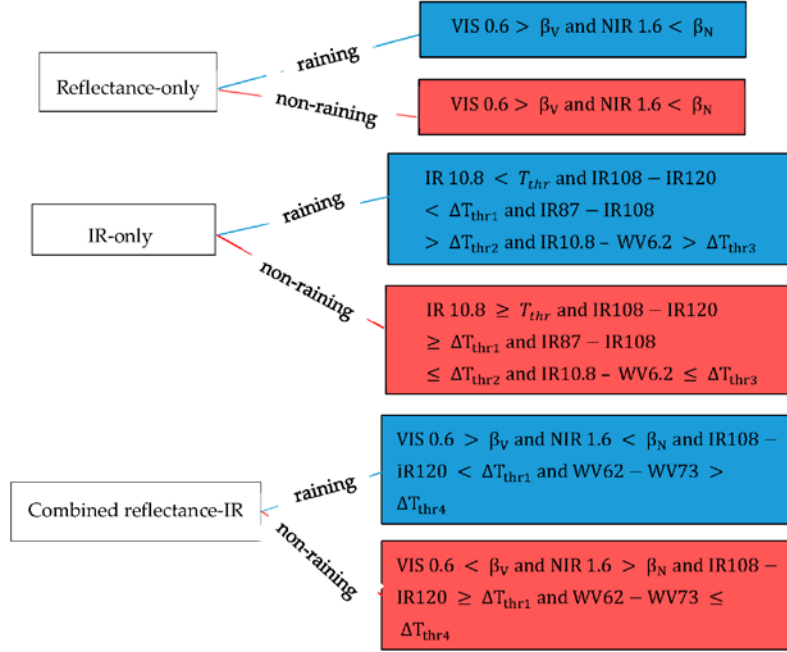 VIS 0.6 > βV and NIR 1.6 < βN
raining
Reflectance-only
non-raining
VIS 0.6 > βV and NIR 1.6 < βN
IR 10.8 < Tthr and IR108 – IR120
< ΔTthr1 and IR87 – IR108
> ΔTthr2 and IR10.8 – WV6.2 > ΔTthr3
raining
IR-only
non-raining
IR 10.8 ≥ Tthr and IR108 – IR120
≥ ΔTthr1 and IR87 – IR108
≤ ΔTthr2 and IR10.8 – WV6.2 ≤ ΔTthr3
VIS 0.6 > βV and NIR 1.6 < βN and IR108 –
IR120 < ΔTthr1 and WV62 – WV73 >
ΔTthr4
raining
Combined reflectance-IR
non-raining
VIS 0.6 < βV and NIR 1.6 > βN and IR108 –
IR120 ≥ ΔTthr1 and WV62 – WV73 ≤
ΔTthr4